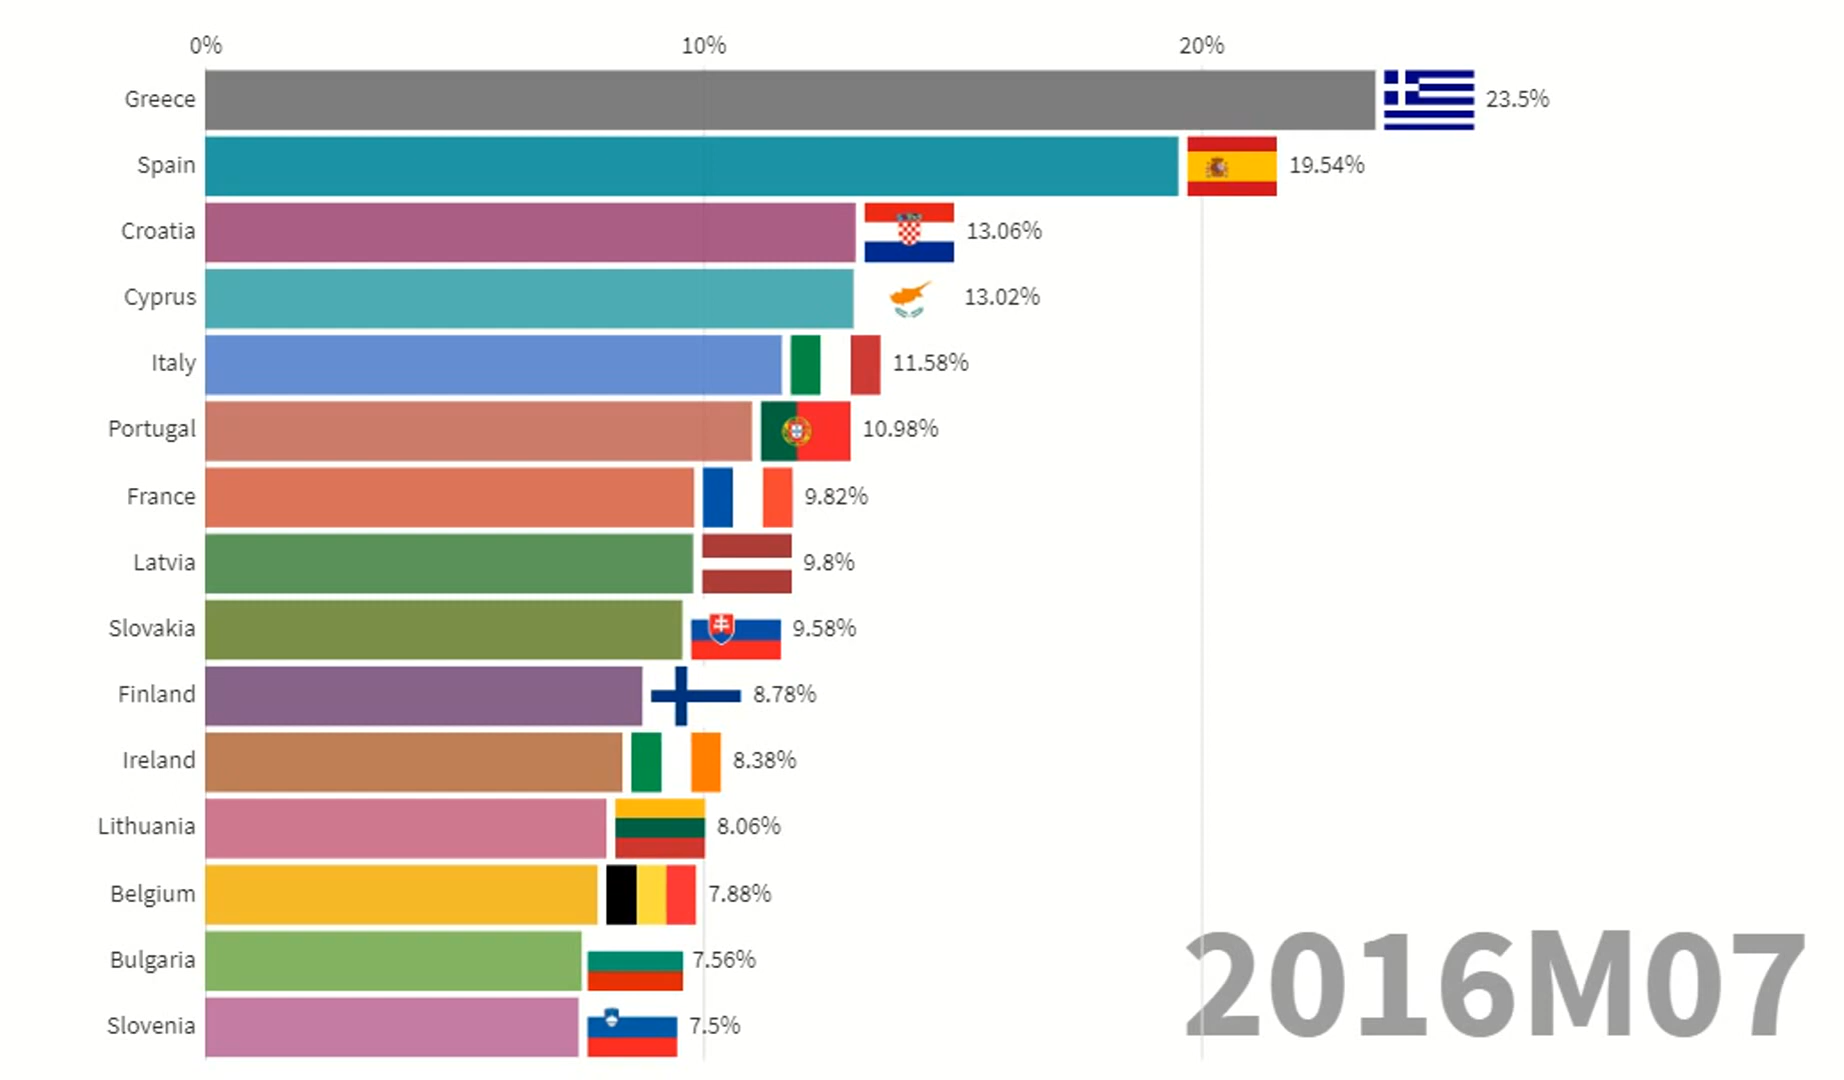 0% 10% 20%
Greece 23.5%
Spain 19.54%
Croatia 13.06%
Cyprus 13.02%
Italy 11.58%
Portugal 10.98%
France 9.82%
Latvia 9.8%
Slovakia 9.58%
Finland 8.78%
Ireland 8.38%
Lithuania 8.06%
Belgium 7.88%
Bulgaria 7.56%
Slovenia 7.5%
2016M07